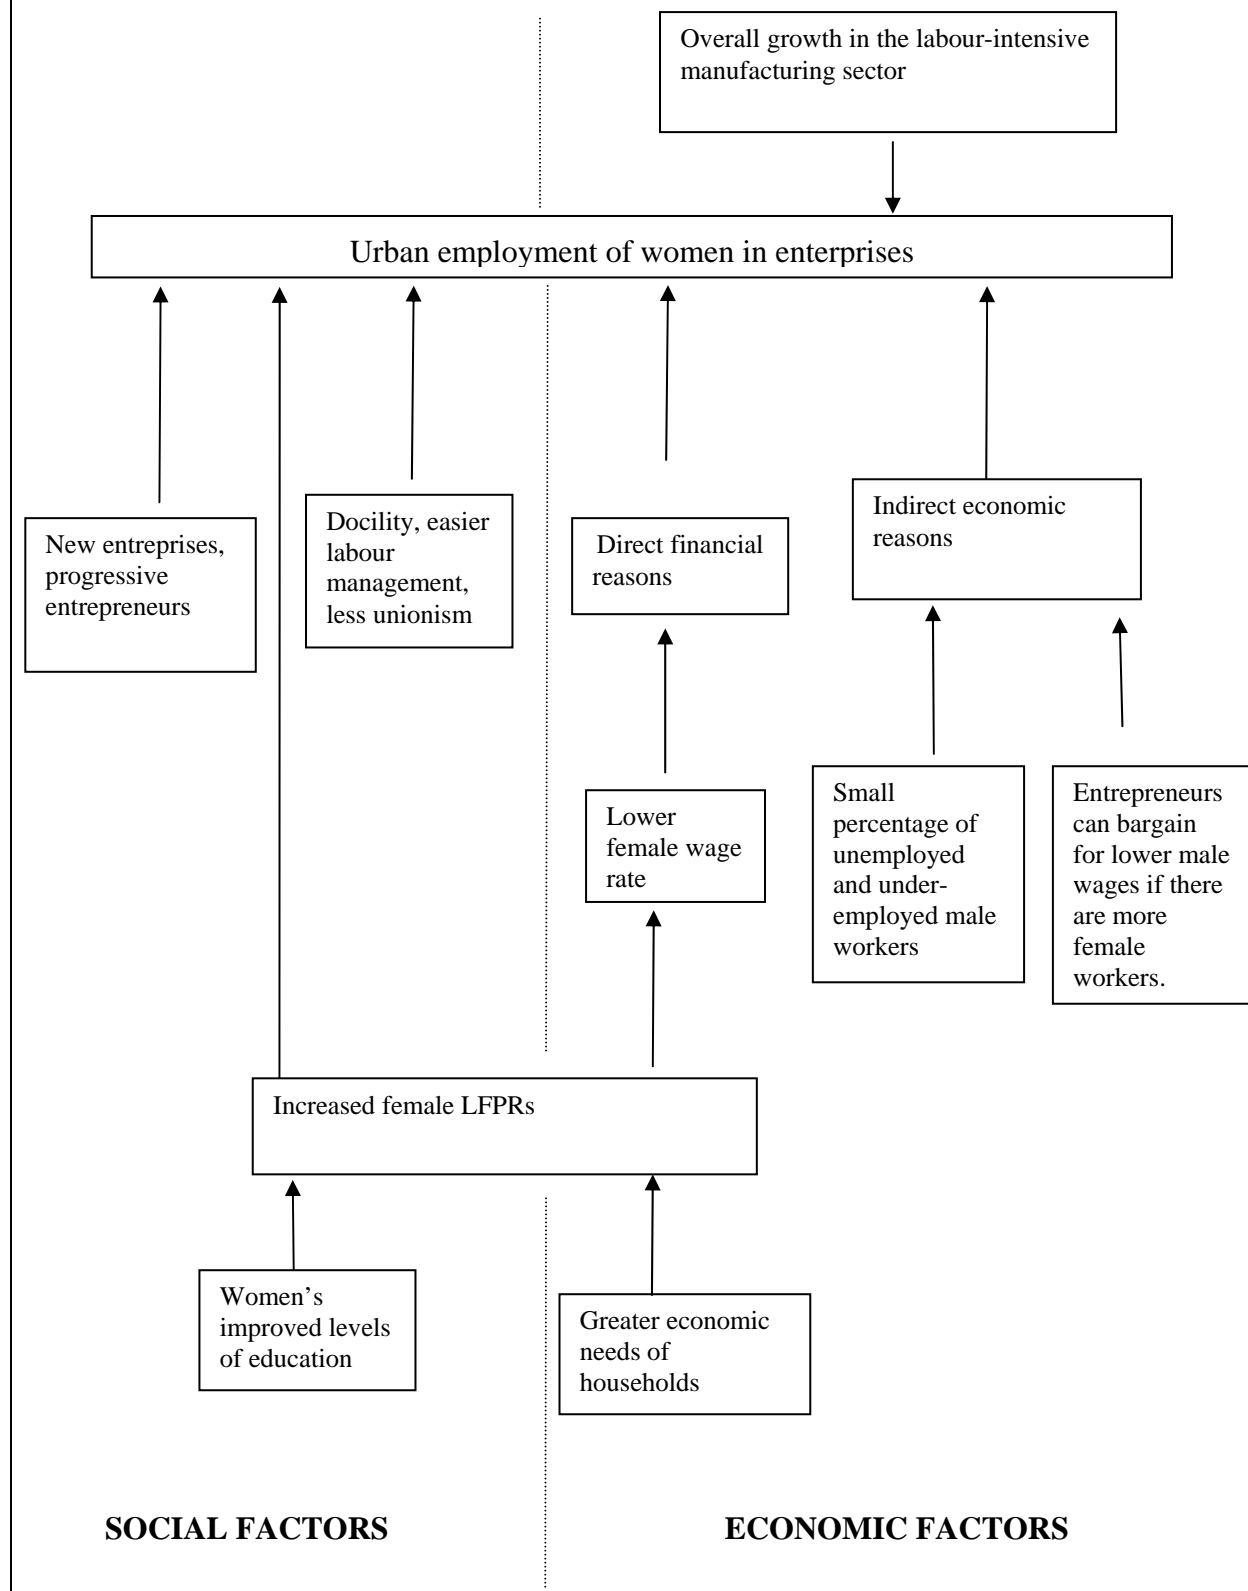 Overall growth in the labour-intensive
manufacturing sector
Urban employment of women in enterprises
New entreprises,
progressive
entrepreneurs
Docility, easier
labour
management,
less unionism
Direct financial
reasons
Indirect economic
reasons
Lower
female wage
rate
Small
percentage of
unemployed
and under-
employed male
workers
Entrepreneurs
can bargain
for lower male
wages if there
are more
female
workers.
Increased female LFPRs
Women’s
improved levels
of education
Greater economic
needs of
households
SOCIAL FACTORS
ECONOMIC FACTORS